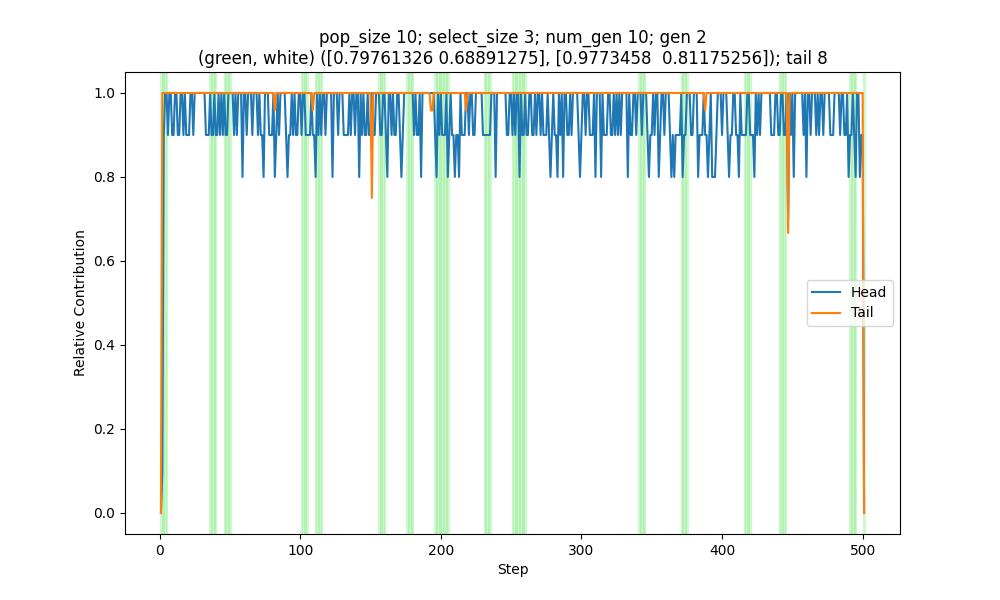 pop_size 10; select_size 3; num_gen 10; gen 2
(green, white) ([0.79761326 0.68891275], [0.9773458  0.81175256]); tail 8
1.0
0.8
0.6
0.4
0.2
0.0
Relative Contribution
Head
Tail
0
100
200
300
400
500
Step